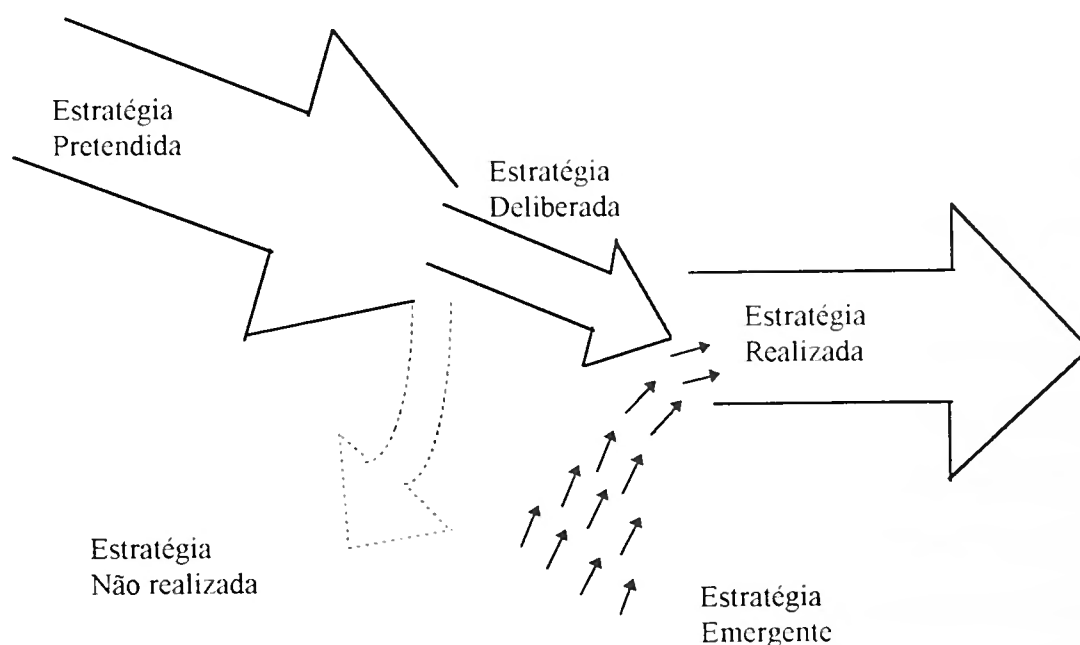 Estratégia
Pretendida
Estratégia
Deliberada
Estratégia
Realizada
Estratégia
Não realizada
Estratégia
Emergente